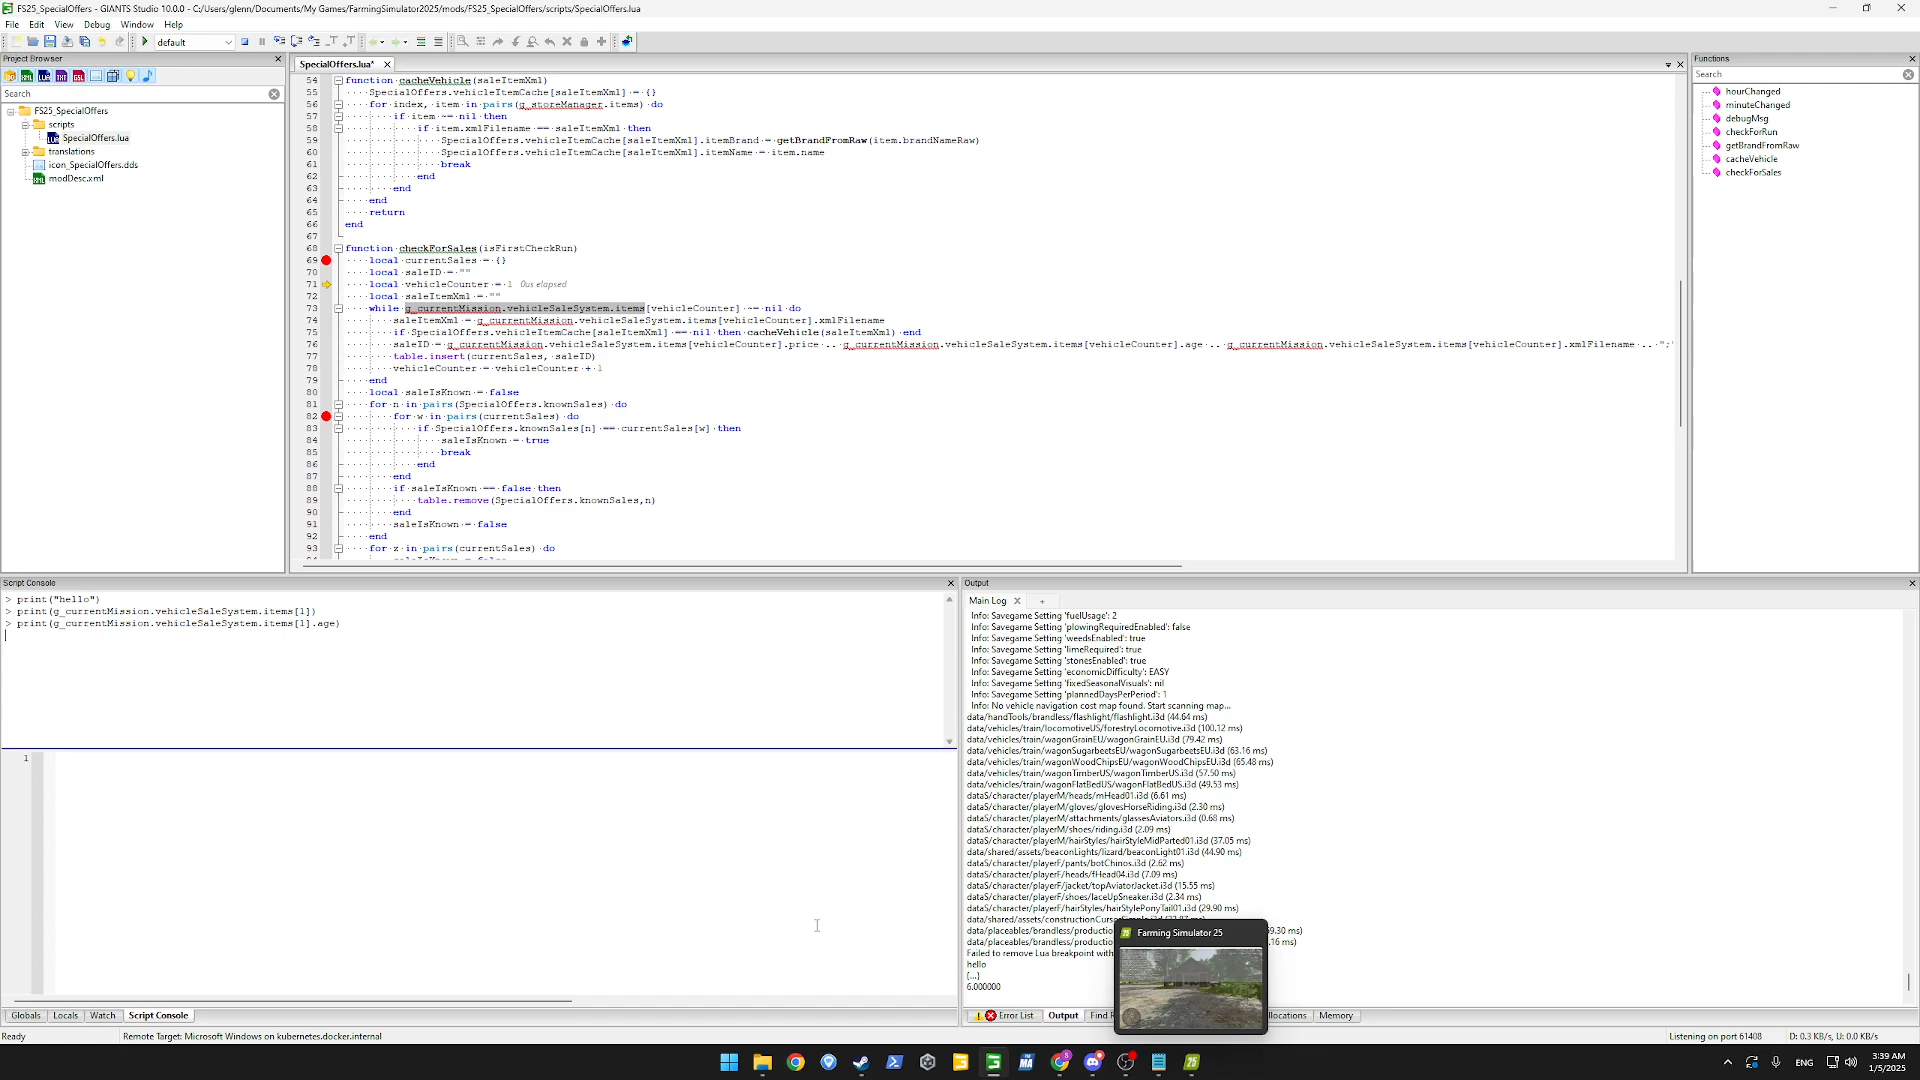 FS25_SpecialOffers - GIANTS Studio 10.0.0 - C:/Users/glenn/Documents/My Games/FarmingSimulator2025/mods/FS25_SpecialOffers/scripts/SpecialOffers.lua
File Edit View Debug Window Help
default
Project Browser
Search
FS25_SpecialOffers
scripts
SpecialOffers.lua
translations
icon_SpecialOffers.dds
modDesc.xml
SpecialOffers.lua*
54 function cacheVehicle(saleItemXml)
55 SpecialOffers.vehicleItemCache[saleItemXml] = {}
56 for index, item in pairs(g_storeManager.items) do
57 if item ~= nil then
58 if item.xmlFilename == saleItemXml then
59 SpecialOffers.vehicleItemCache[saleItemXml].itemBrand = getBrandFromRaw(item.brandNameRaw)
60 SpecialOffers.vehicleItemCache[saleItemXml].itemName = item.name
61 break
62 end
63 end
64 end
65 return
66 end
67
68 function checkForSales(isFirstCheckRun)
69 local currentSales = {}
70 local saleID = ""
71 local vehicleCounter = 1 0us elapsed
72 local saleItemXml = ""
73 while g_currentMission.vehicleSaleSystem.items[vehicleCounter] ~= nil do
74 saleItemXml = g_currentMission.vehicleSaleSystem.items[vehicleCounter].xmlFilename
75 if SpecialOffers.vehicleItemCache[saleItemXml] == nil then cacheVehicle(saleItemXml) end
76 saleID = g_currentMission.vehicleSaleSystem.items[vehicleCounter].price .. g_currentMission.vehicleSaleSystem.items[vehicleCounter].age .. g_currentMission.vehicleSaleSystem.items[vehicleCounter].xmlFilename .. ";"
77 table.insert(currentSales, saleID)
78 vehicleCounter = vehicleCounter + 1
79 end
80 local saleIsKnown = false
81 for n in pairs(SpecialOffers.knownSales) do
82 for w in pairs(currentSales) do
83 if SpecialOffers.knownSales[n] == currentSales[w] then
84 saleIsKnown = true
85 break
86 end
87 end
88 if saleIsKnown == false then
89 table.remove(SpecialOffers.knownSales,n)
90 end
91 saleIsKnown = false
92 end
93 for z in pairs(currentSales) do
Functions
Search
hourChanged
minuteChanged
debugMsg
checkForRun
getBrandFromRaw
cacheVehicle
checkForSales
Script Console
> print("hello")
> print(g_currentMission.vehicleSaleSystem.items[1])
> print(g_currentMission.vehicleSaleSystem.items[1].age)
1
Globals Locals Watch Script Console
Output
Main Log
Info: Savegame Setting 'fuelUsage': 2
Info: Savegame Setting 'plowingRequiredEnabled': false
Info: Savegame Setting 'weedsEnabled': true
Info: Savegame Setting 'limeRequired': true
Info: Savegame Setting 'stonesEnabled': true
Info: Savegame Setting 'economicDifficulty': EASY
Info: Savegame Setting 'fixedSeasonalVisuals': nil
Info: Savegame Setting 'plannedDaysPerPeriod': 1
Info: No vehicle navigation cost map found. Start scanning map...
data/handTools/brandless/flashlight/flashlight.i3d (44.64 ms)
data/vehicles/train/locomotiveUS/forestryLocomotive.i3d (100.12 ms)
data/vehicles/train/wagonGrainEU/wagonGrainEU.i3d (79.42 ms)
data/vehicles/train/wagonSugarbeetsEU/wagonSugarbeetsEU.i3d (63.16 ms)
data/vehicles/train/wagonWoodChipsEU/wagonWoodChipsEU.i3d (65.48 ms)
data/vehicles/train/wagonTimberUS/wagonTimberUS.i3d (57.50 ms)
data/vehicles/train/wagonFlatBedUS/wagonFlatBedUS.i3d (49.53 ms)
dataS/character/playerM/heads/mHead01.i3d (6.61 ms)
dataS/character/playerM/gloves/glovesHorseRiding.i3d (2.30 ms)
dataS/character/playerM/attachments/glassesAviators.i3d (0.68 ms)
dataS/character/playerM/shoes/riding.i3d (2.09 ms)
dataS/character/playerM/hairStyles/hairStyleMidParted01.i3d (37.05 ms)
data/shared/assets/beaconLights/lizard/beaconLight01.i3d (44.90 ms)
dataS/character/playerF/pants/botChinos.i3d (2.62 ms)
dataS/character/playerF/heads/fHead04.i3d (7.09 ms)
dataS/character/playerF/jacket/topAviatorJacket.i3d (15.55 ms)
dataS/character/playerF/shoes/laceUpSneaker.i3d (2.34 ms)
dataS/character/playerF/hairStyles/hairStylePonyTail01.i3d (29.90 ms)
data/shared/assets/constructionCursor
data/placeables/brandless/productio 59.30 ms)
data/placeables/brandless/productio .16 ms)
Failed to remove Lua breakpoint with
hello
[...]
6.000000
Farming Simulator 25
Error List Output Find R llocations Memory
Ready
Remote Target: Microsoft Windows on kubernetes.docker.internal
Listening on port 61408
D: 0.3 KB/s, U: 0.0 KB/s
ENG
3:39 AM
1/5/2025